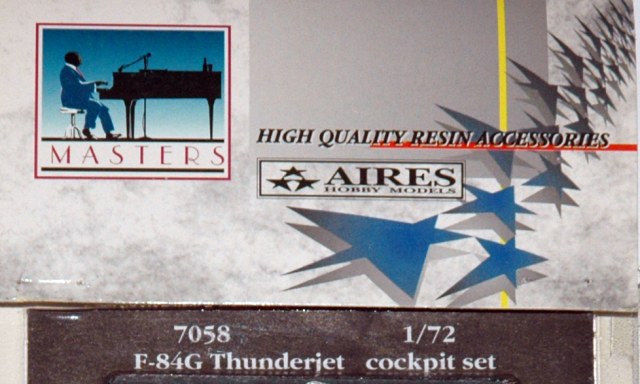 MASTERS
HIGH QUALITY RESIN ACCESSORIES
AIRES
HOBBY MODELS
7058 1/72
F-84G Thunderjet cockpit set